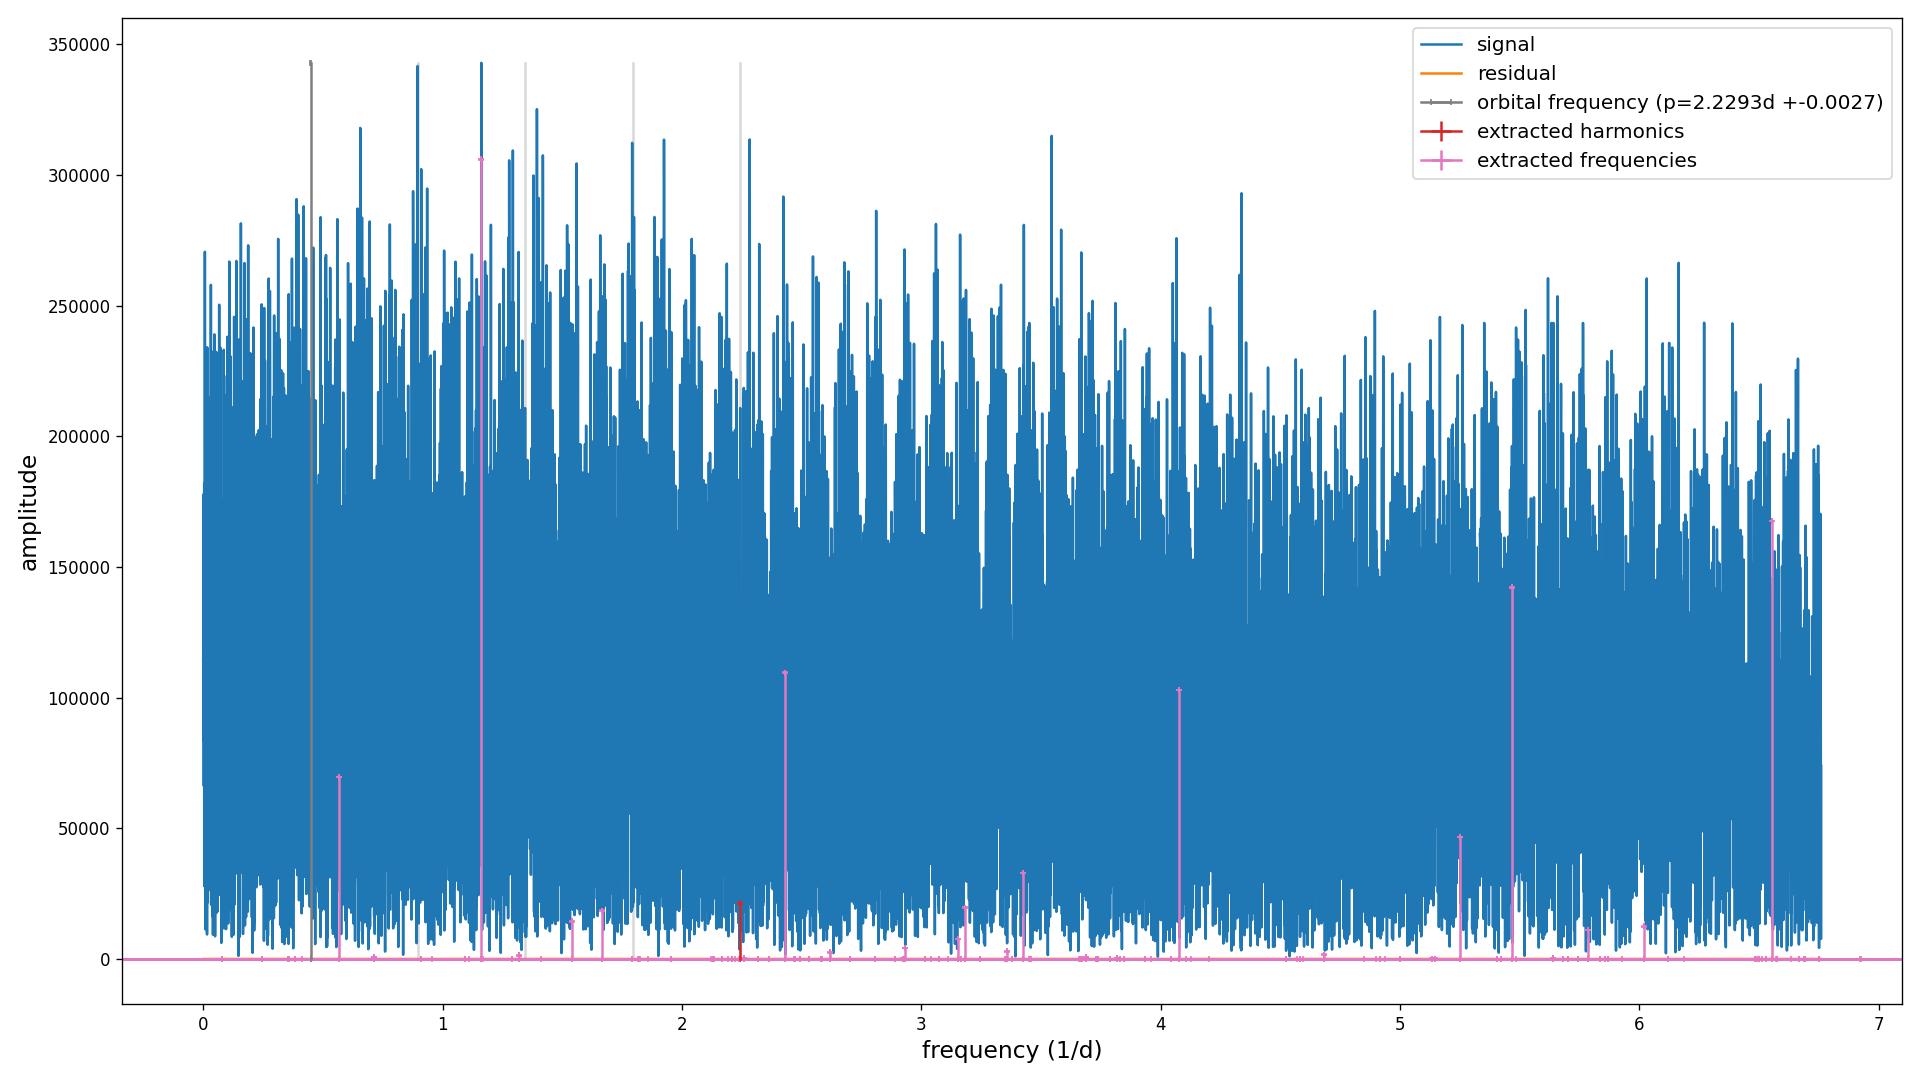 350000
300000
250000
200000
150000
100000
50000
0
amplitude
0 1 2 3 4 5 6 7
frequency (1/d)
signal
residual
orbital frequency (p=2.2293d +-0.0027)
extracted harmonics
extracted frequencies